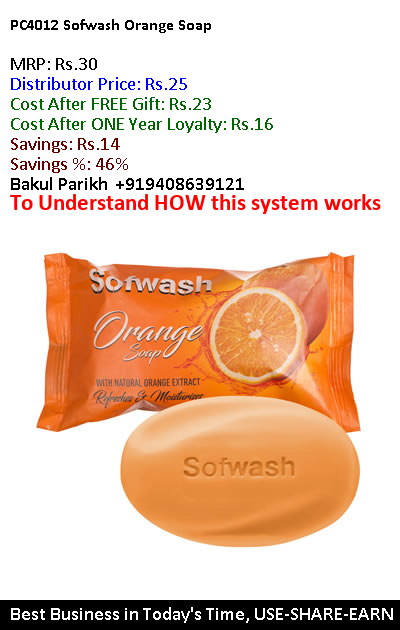 PC4012 Sofwash Orange Soap
MRP: Rs.30
Distributor Price: Rs.25
Cost After FREE Gift: Rs.23
Cost After ONE Year Loyalty: Rs.16
Savings: Rs.14
Savings %: 46%
Bakul Parikh +919408639121
To Understand HOW this system works
Sofwash
Orange
Soap
WITH NATURAL ORANGE EXTRACT
Refreshes & Moisturises
Sofwash
Best Business in Today's Time, USE-SHARE-EARN